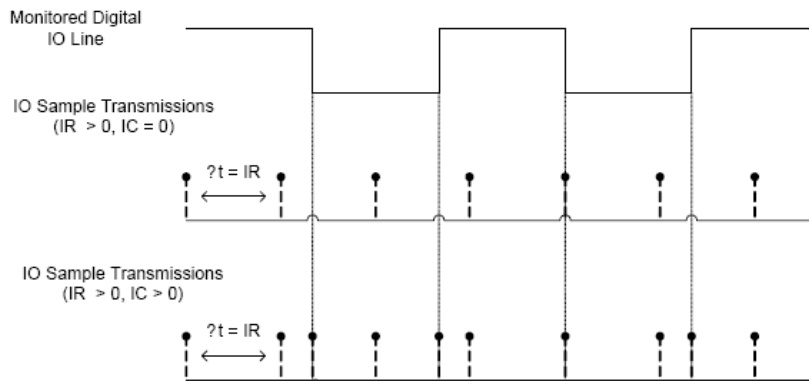 Monitored Digital
IO Line
IO Sample Transmissions
(IR > 0, IC = 0)
?t = IR
IO Sample Transmissions
(IR > 0, IC > 0)
?t = IR